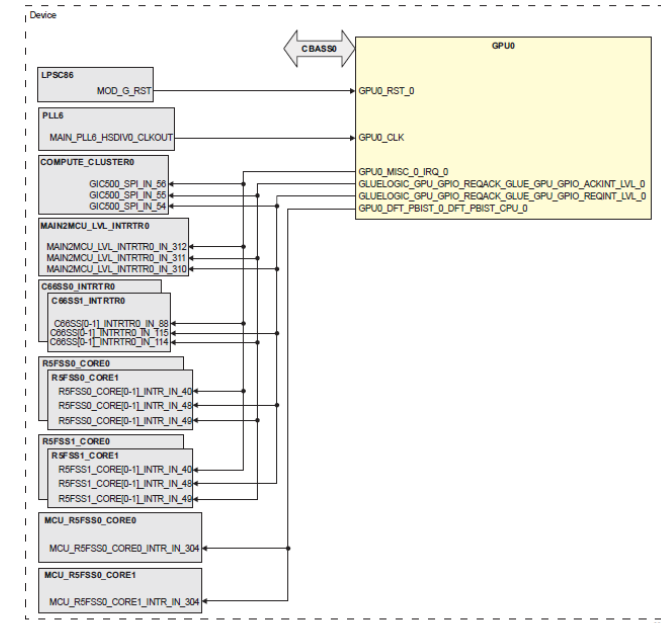 Device
CBASS0
GPU0
LPSC86
MOD_G_RST
GPU0_RST_0
PLL6
MAIN_PLL6_HSDIV0_CLKOUT
GPU0_CLK
COMPUTE_CLUSTER0
GIC500_SPI_IN_56
GIC500_SPI_IN_55
GIC500_SPI_IN_54
GPU0_MISC_0_IRQ_0
GLUELOGIC_GPU_GPIO_REQACK_GLUE_GPU_GPIO_ACKINT_LVL_0
GLUELOGIC_GPU_GPIO_REQACK_GLUE_GPU_GPIO_REQINT_LVL_0
GPU0_DFT_PBIST_0_DFT_PBIST_CPU_0
MAIN2MCU_LVL_INTRTR0
MAIN2MCU_LVL_INTRTR0_IN_312
MAIN2MCU_LVL_INTRTR0_IN_311
MAIN2MCU_LVL_INTRTR0_IN_310
C66SS0_INTRTR0
C66SS1_INTRTR0
C66SS[0-1]_INTRTR0_IN_88
C66SS[0-1]_INTRTR0_IN_115
C66SS[0-1]_INTRTR0_IN_114
R5FSS0_CORE0
R5FSS0_CORE1
R5FSS0_CORE[0-1]_INTR_IN_40
R5FSS0_CORE[0-1]_INTR_IN_48
R5FSS0_CORE[0-1]_INTR_IN_49
R5FSS1_CORE0
R5FSS1_CORE1
R5FSS1_CORE[0-1]_INTR_IN_40
R5FSS1_CORE[0-1]_INTR_IN_48
R5FSS1_CORE[0-1]_INTR_IN_49
MCU_R5FSS0_CORE0
MCU_R5FSS0_CORE0_INTR_IN_304
MCU_R5FSS0_CORE1
MCU_R5FSS0_CORE1_INTR_IN_304